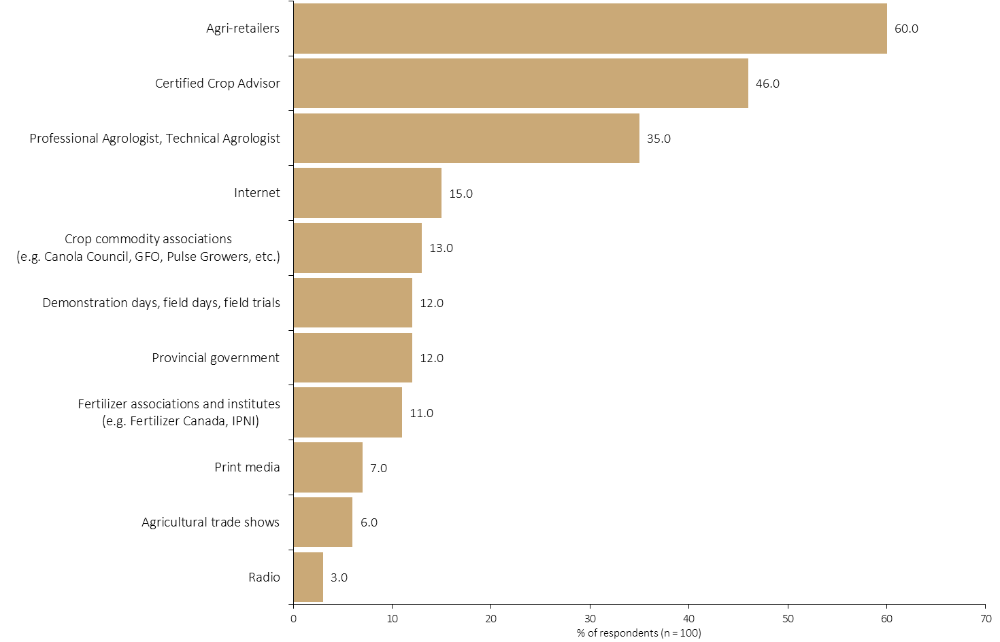 Agri-retailers 60.0
Certified Crop Advisor 46.0
Professional Agrologist, Technical Agrologist 35.0
Internet 15.0
Crop commodity associations
(e.g. Canola Council, GFO, Pulse Growers, etc.) 13.0
Demonstration days, field days, field trials 12.0
Provincial government 12.0
Fertilizer associations and institutes
(e.g. Fertilizer Canada, IPNI) 11.0
Print media 7.0
Agricultural trade shows 6.0
Radio 3.0
0 10 20 30 40 50 60 70
% of respondents (n = 100)